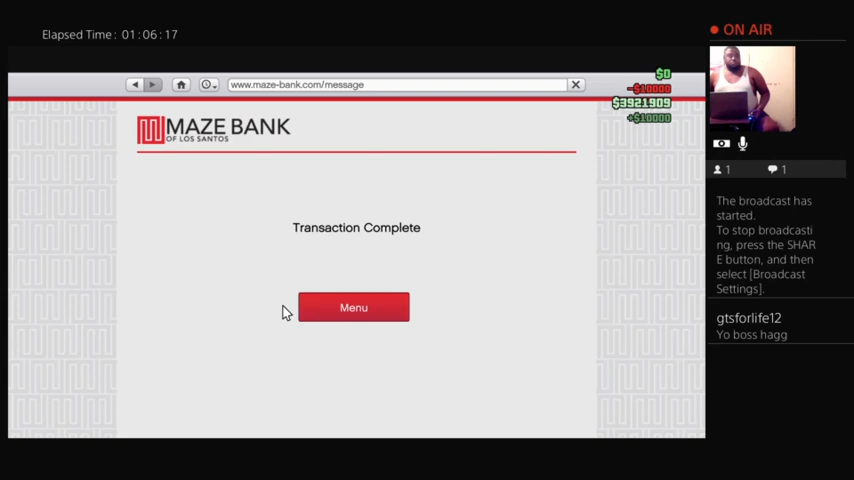 Elapsed Time : 01:06:17
ON AIR
www.maze-bank.com/message
$0
-$10000
$3921909
+$10000
MAZE BANK
OF LOS SANTOS
1
1
Transaction Complete
The broadcast has
started.
To stop broadcasti
ng, press the SHAR
E button, and then
select [Broadcast
Settings].
Menu
gtsforlife12
Yo boss hagg